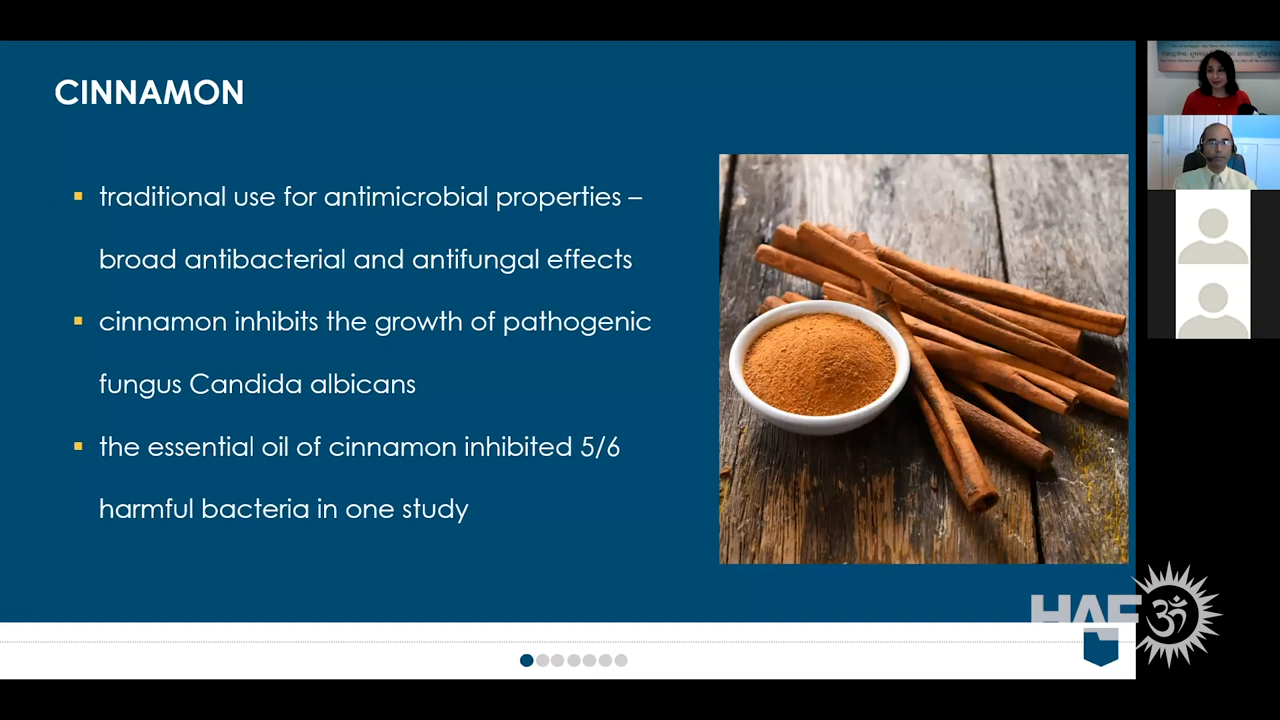 CINNAMON
▪ traditional use for antimicrobial properties –
broad antibacterial and antifungal effects
▪ cinnamon inhibits the growth of pathogenic
fungus Candida albicans
▪ the essential oil of cinnamon inhibited 5/6
harmful bacteria in one study
HAF
ॐ